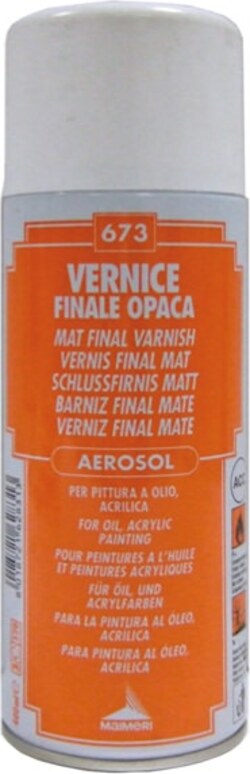 673
VERNICE
FINALE OPACA
MAT FINAL VARNISH
VERNIS FINAL MAT
SCHLUSSFIRNIS MATT
BARNIZ FINAL MATE
VERNIZ FINAL MATE
AEROSOL
PER PITTURA A OLIO,
ACRILICA
FOR OIL, ACRYLIC
PAINTING
POUR PEINTURES A L'HUILE
ET PEINTURES ACRYLIQUES
FÜR ÖL, UND
ACRYLFARBEN
PARA LA PINTURA AL ÓLEO,
ACRÍLICA
PARA PINTURA AL ÓLEO,
ACRÍLICA
MAIMERI